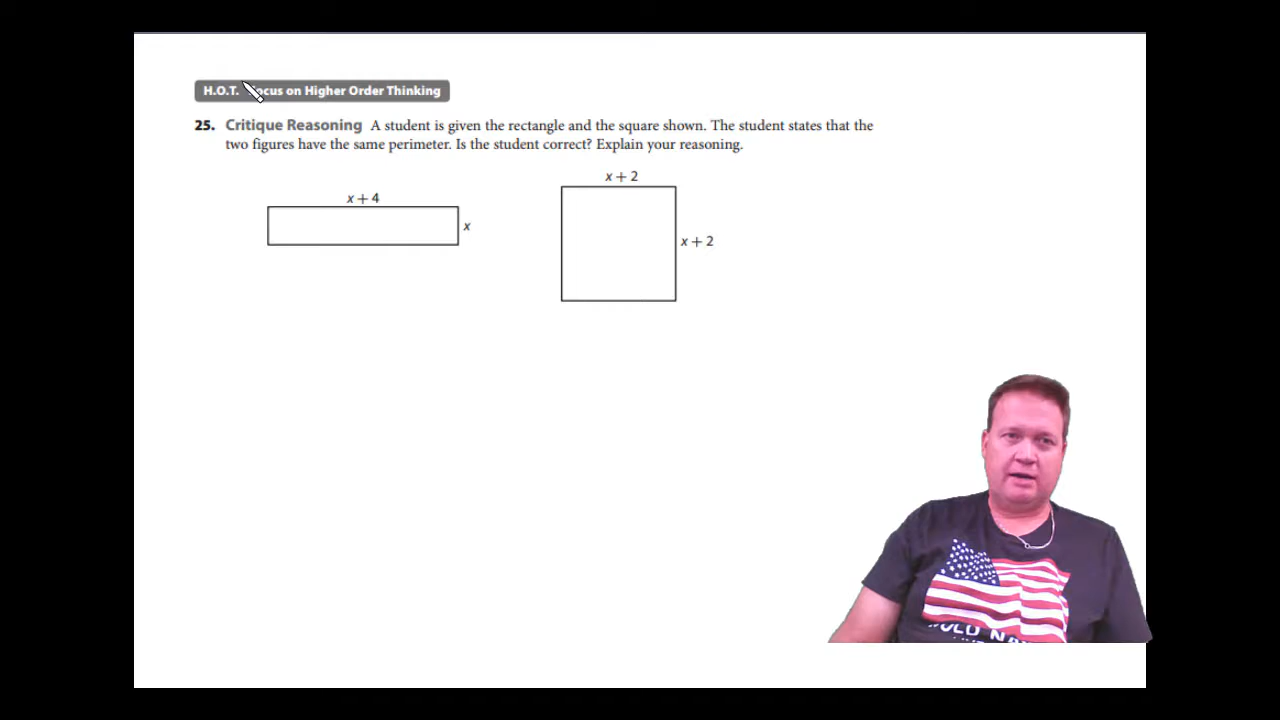 H.O.T. Focus on Higher Order Thinking
25. Critique Reasoning A student is given the rectangle and the square shown. The student states that the
two figures have the same perimeter. Is the student correct? Explain your reasoning.
x + 4
x
x + 2
x + 2